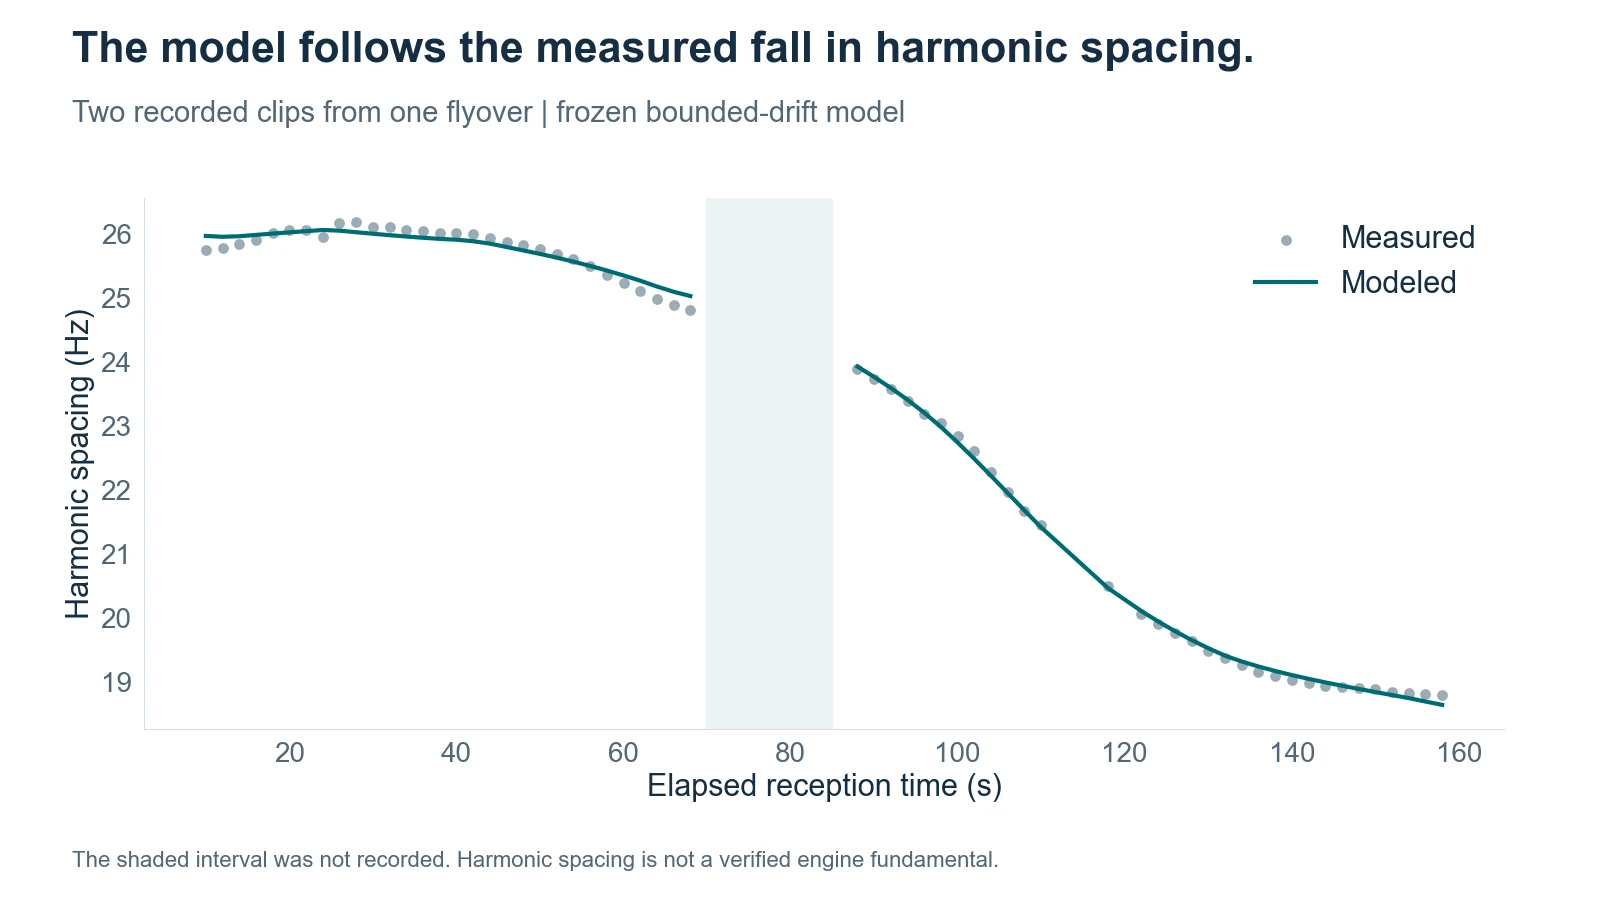 The model follows the measured fall in harmonic spacing.
Two recorded clips from one flyover | frozen bounded-drift model
Measured
Modeled
Harmonic spacing (Hz)
26
25
24
23
22
21
20
19
20 40 60 80 100 120 140 160
Elapsed reception time (s)
The shaded interval was not recorded. Harmonic spacing is not a verified engine fundamental.